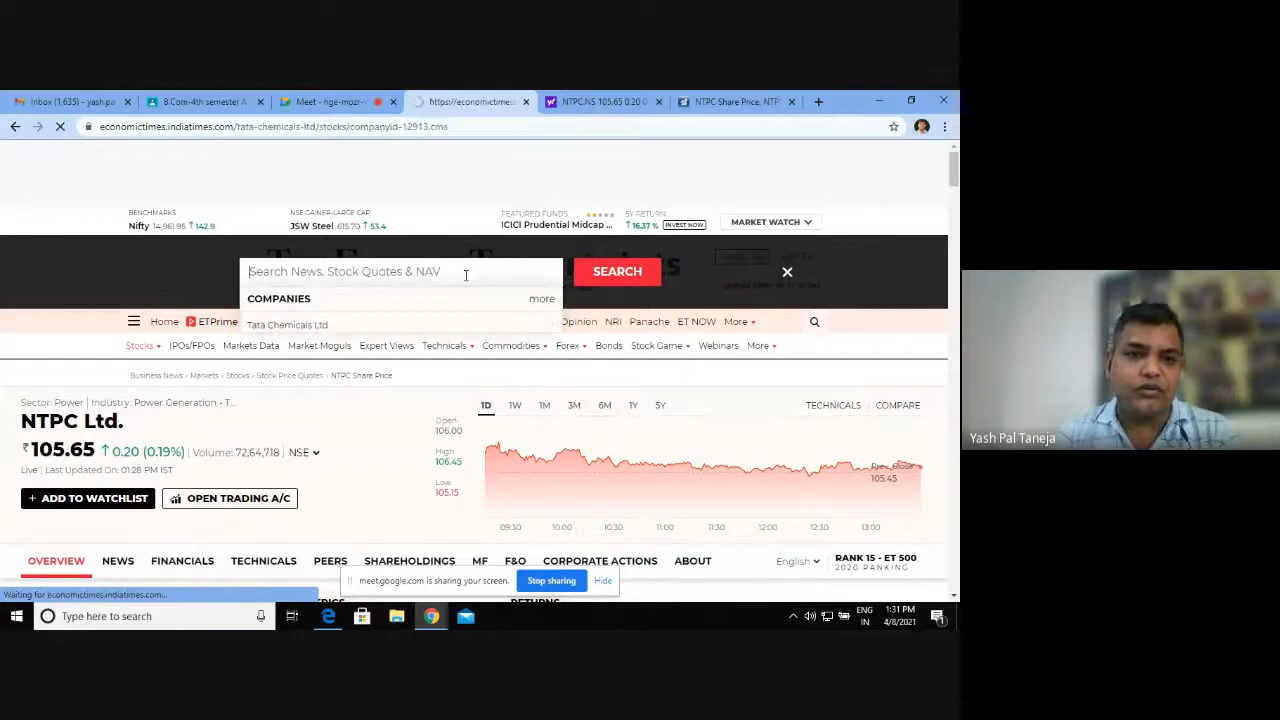 Inbox (1,635) - yash.pa
B.Com-4th semester A
Meet - hge-mozr-
https://economictimes
NTPC.NS 105.65 0.20 0
NTPC Share Price, NTP
economictimes.indiatimes.com/tata-chemicals-ltd/stocks/companyid-12913.cms
BENCHMARKS
Nifty 14,961.95 142.9
NSE GAINER-LARGE CAP
JSW Steel 615.70 53.4
FEATURED FUNDS
ICICI Prudential Midcap ...
5Y RETURN
16.37 % INVEST NOW
MARKET WATCH
Search News, Stock Quotes & NAV
SEARCH
COMPANIES more
Tata Chemicals Ltd
Home ETPrime Opinion NRI Panache ET NOW More
Stocks IPOs/FPOs Markets Data Market Moguls Expert Views Technicals Commodities Forex Bonds Stock Game Webinars More
Business News › Markets › Stocks › Stock Price Quotes › NTPC Share Price
Sector: Power | Industry: Power Generation - T...
NTPC Ltd.
₹105.65 0.20 (0.19%) Volume: 72,64,718 NSE
Live | Last Updated On: 01:28 PM IST
+ ADD TO WATCHLIST
OPEN TRADING A/C
1D 1W 1M 3M 6M 1Y 5Y
TECHNICALS COMPARE
Open
106.00
High
106.45
Low
105.15
Prev. Close
105.45
09:30 10:00 10:30 11:00 11:30 12:00 12:30 13:00
OVERVIEW NEWS FINANCIALS TECHNICALS PEERS SHAREHOLDINGS MF F&O CORPORATE ACTIONS ABOUT
English
RANK 15 - ET 500
2020 RANKING
meet.google.com is sharing your screen.
Stop sharing
Hide
Waiting for economictimes.indiatimes.com...
Type here to search
ENG
IN
1:31 PM
4/8/2021
Yash Pal Taneja